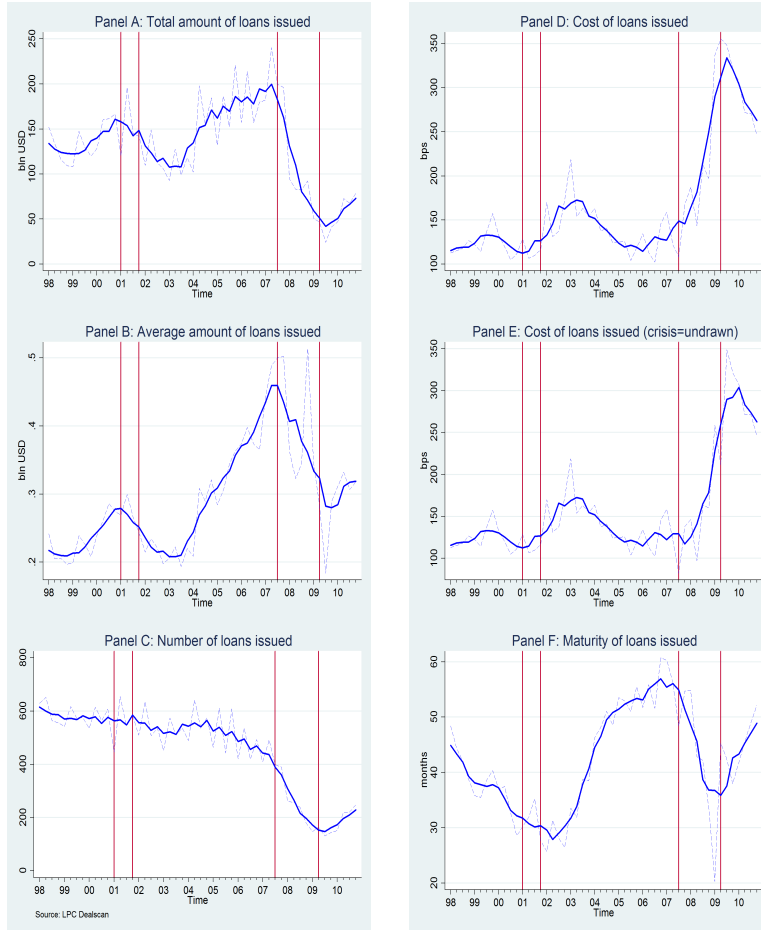 Panel A: Total amount of loans issued
bln USD
250
200
150
100
50
0
98 99 00 01 02 03 04 05 06 07 08 09 10
Time
Panel D: Cost of loans issued
bps
350
300
250
200
150
100
98 99 00 01 02 03 04 05 06 07 08 09 10
Time
Panel B: Average amount of loans issued
bln USD
.5
.4
.3
.2
98 99 00 01 02 03 04 05 06 07 08 09 10
Time
Panel E: Cost of loans issued (crisis=undrawn)
bps
350
300
250
200
150
100
98 99 00 01 02 03 04 05 06 07 08 09 10
Time
Panel C: Number of loans issued
800
600
400
200
0
98 99 00 01 02 03 04 05 06 07 08 09 10
Time
Source: LPC Dealscan
Panel F: Maturity of loans issued
months
60
50
40
30
20
98 99 00 01 02 03 04 05 06 07 08 09 10
Time